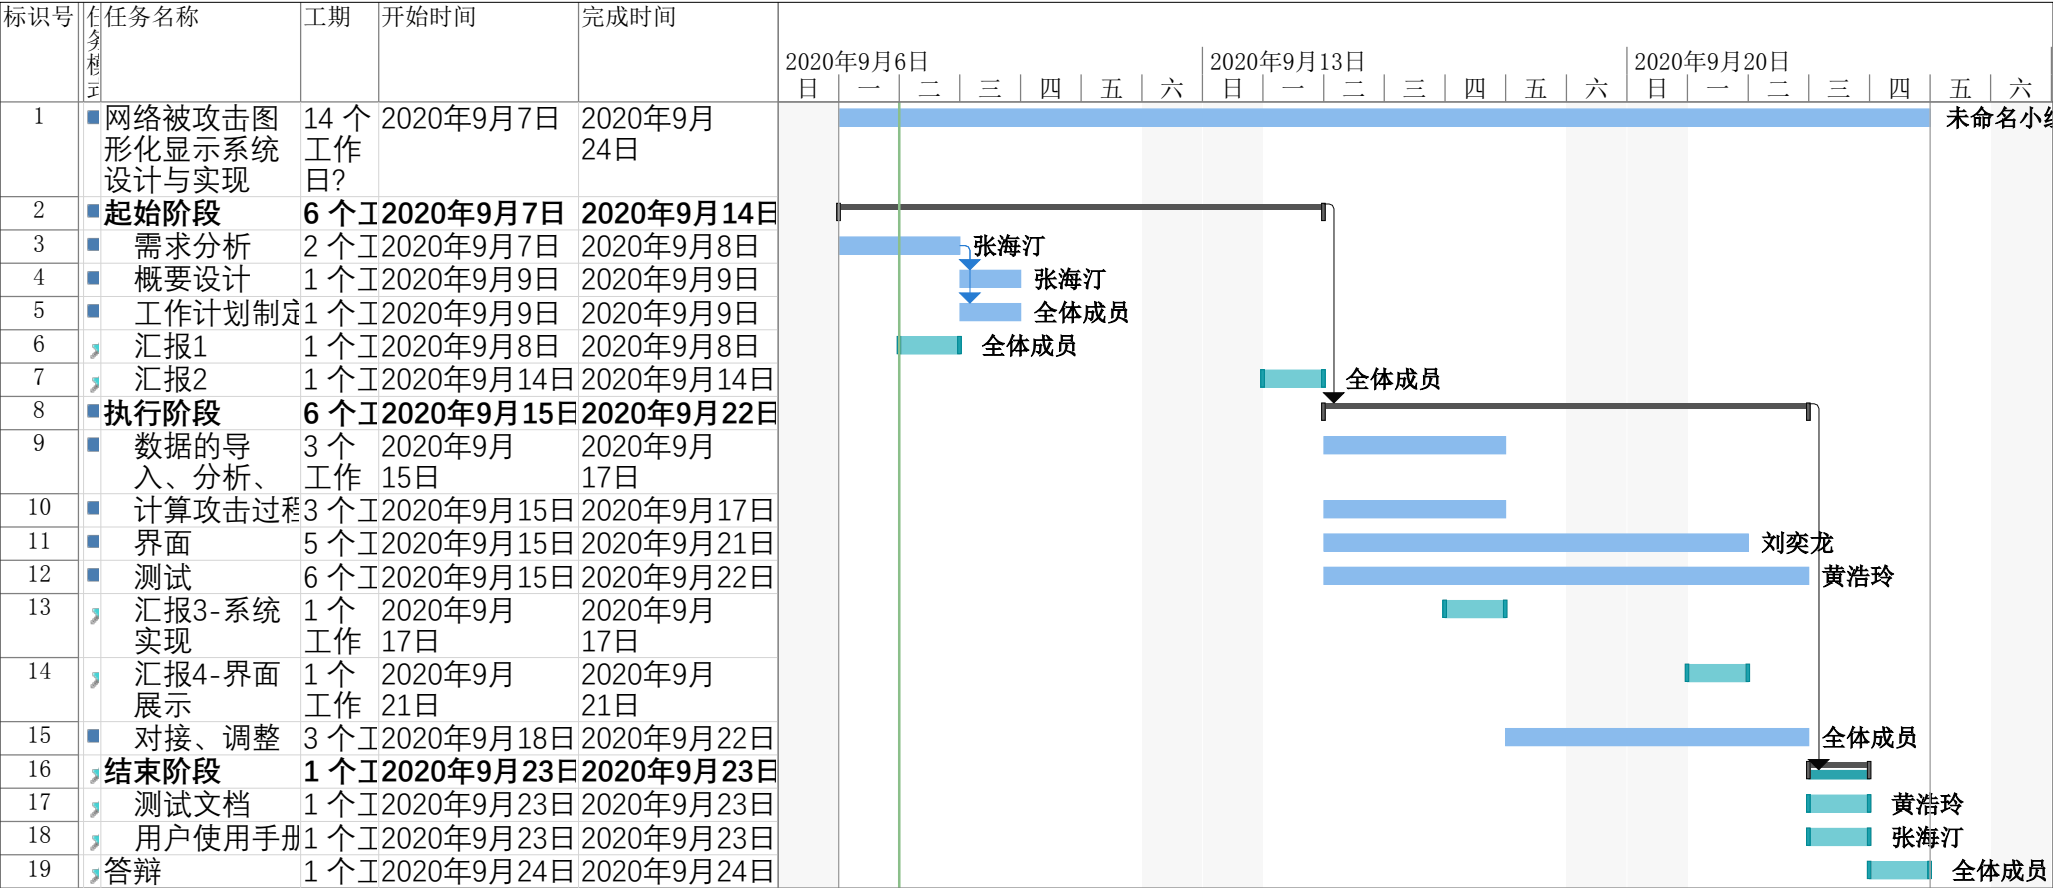 标识号 任务模式 任务名称 工期 开始时间 完成时间
2020年9月6日 2020年9月13日 2020年9月20日
日 一 二 三 四 五 六 日 一 二 三 四 五 六 日 一 二 三 四 五 六
1 网络被攻击图 14 个 2020年9月7日 2020年9月 未命名小组
形化显示系统 工作 24日
设计与实现 日?
2 起始阶段 6 个工 2020年9月7日 2020年9月14日
3 需求分析 2 个工 2020年9月7日 2020年9月8日 张海汀
4 概要设计 1 个工 2020年9月9日 2020年9月9日 张海汀
5 工作计划制定 1 个工 2020年9月9日 2020年9月9日 全体成员
6 汇报1 1 个工 2020年9月8日 2020年9月8日 全体成员
7 汇报2 1 个工 2020年9月14日 2020年9月14日 全体成员
8 执行阶段 6 个工 2020年9月15日 2020年9月22日
9 数据的导 3 个 2020年9月 2020年9月
入、分析、 工作 15日 17日
10 计算攻击过程 3 个工 2020年9月15日 2020年9月17日
11 界面 5 个工 2020年9月15日 2020年9月21日 刘奕龙
12 测试 6 个工 2020年9月15日 2020年9月22日 黄浩玲
13 汇报3-系统 1 个 2020年9月 2020年9月
实现 工作 17日 17日
14 汇报4-界面 1 个 2020年9月 2020年9月
展示 工作 21日 21日
15 对接、调整 3 个工 2020年9月18日 2020年9月22日 全体成员
16 结束阶段 1 个工 2020年9月23日 2020年9月23日
17 测试文档 1 个工 2020年9月23日 2020年9月23日 黄浩玲
18 用户使用手册 1 个工 2020年9月23日 2020年9月23日 张海汀
19 答辩 1 个工 2020年9月24日 2020年9月24日 全体成员